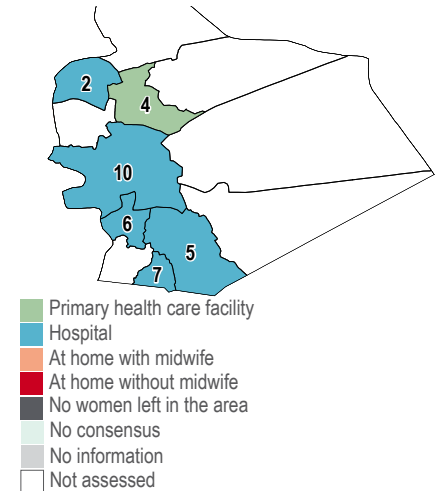 2
4
10
6
5
7
Primary health care facility
Hospital
At home with midwife
At home without midwife
No women left in the area
No consensus
No information
Not assessed